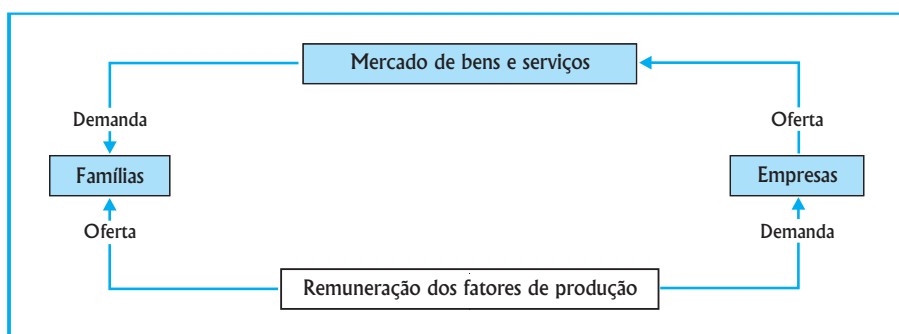 Mercado de bens e serviços
Demanda
Oferta
Famílias
Empresas
Oferta
Demanda
Remuneração dos fatores de produção